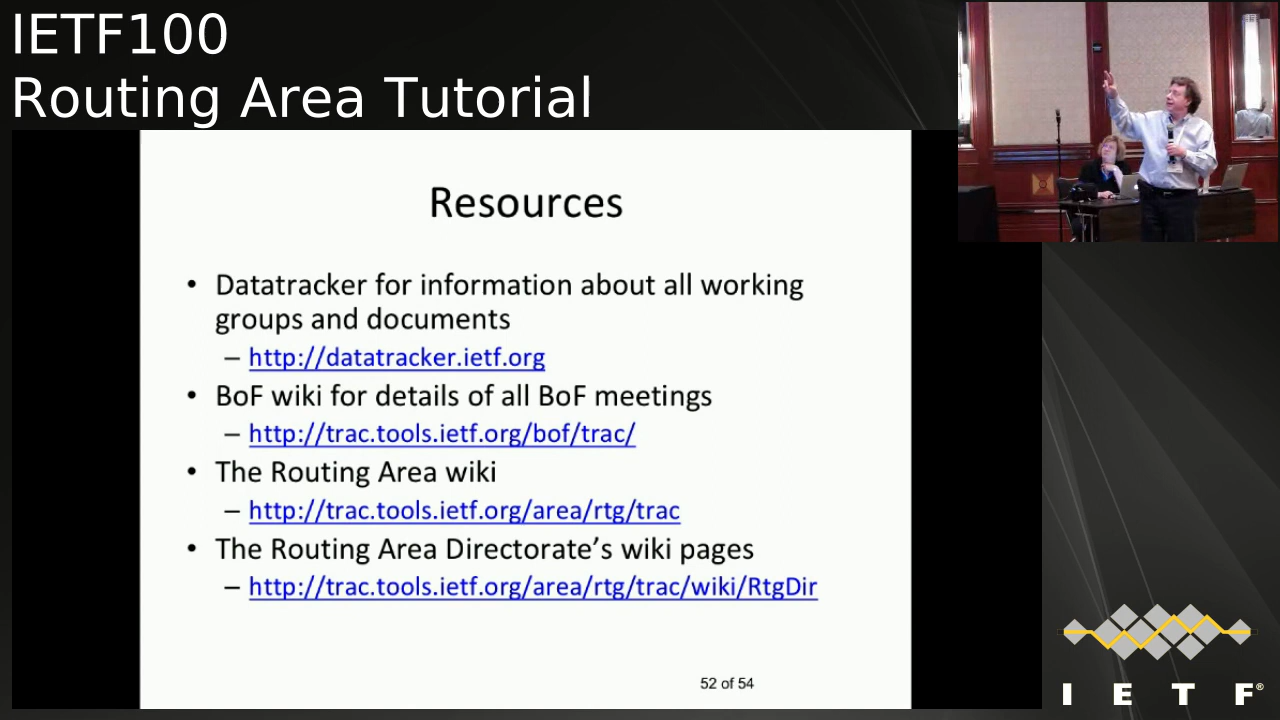 IETF100
Routing Area Tutorial
Resources
• Datatracker for information about all working
groups and documents
– http://datatracker.ietf.org
• BoF wiki for details of all BoF meetings
– http://trac.tools.ietf.org/bof/trac/
• The Routing Area wiki
– http://trac.tools.ietf.org/area/rtg/trac
• The Routing Area Directorate’s wiki pages
– http://trac.tools.ietf.org/area/rtg/trac/wiki/RtgDir
52 of 54
I E T F®